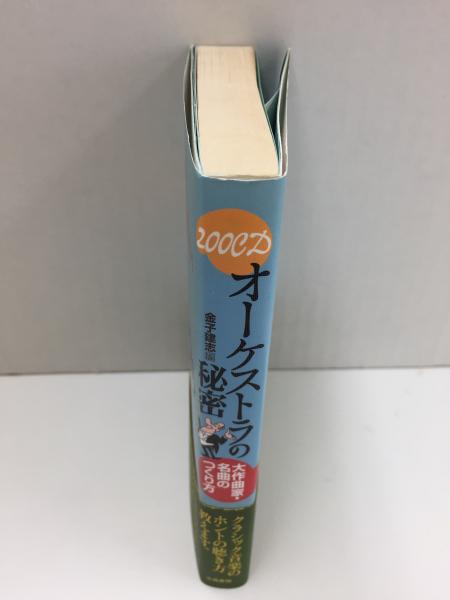 200CD
オーケストラの
秘密
金子建志編
大作曲家・
名曲の
つくり方
クラシック音楽の
ホントの聴き方
教えます。